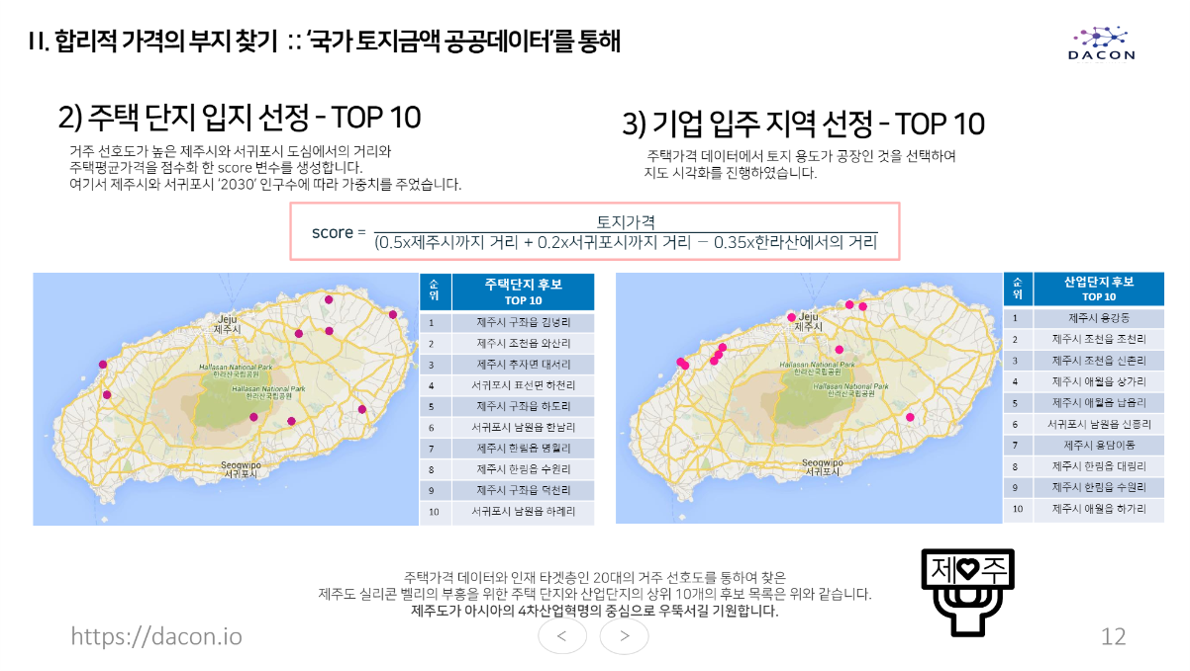 II. 합리적 가격의 부지 찾기 :: '국가 토지금액 공공데이터'를 통해
DACON
2) 주택 단지 입지 선정 - TOP 10
거주 선호도가 높은 제주시와 서귀포시 도심에서의 거리와
주택평균가격을 점수화 한 score 변수를 생성합니다.
여기서 제주시와 서귀포시 '2030' 인구수에 따라 가중치를 주었습니다.
3) 기업 입주 지역 선정 - TOP 10
주택가격 데이터에서 토지 용도가 공장인 것을 선택하여
지도 시각화를 진행하였습니다.
score =
토지가격
(0.5x제주시까지 거리 + 0.2x서귀포시까지 거리 − 0.35x한라산에서의 거리
Jeju
제주시
Hallasan National Park
한라산국립공원
Hallasan National Park
한라산국립공원
Seogwipo
서귀포시
순위 주택단지 후보 TOP 10
1 제주시 구좌읍 김녕리
2 제주시 조천읍 와산리
3 제주시 추자면 대서리
4 서귀포시 표선면 하천리
5 제주시 구좌읍 하도리
6 서귀포시 남원읍 한남리
7 제주시 한림읍 명월리
8 제주시 한림읍 수원리
9 제주시 구좌읍 덕천리
10 서귀포시 남원읍 하례리
Jeju
제주시
Hallasan National Park
한라산국립공원
Hallasan National Park
한라산국립공원
Seogwipo
서귀포시
순위 산업단지 후보 TOP 10
1 제주시 용강동
2 제주시 조천읍 조천리
3 제주시 조천읍 신촌리
4 제주시 애월읍 상가리
5 제주시 애월읍 납읍리
6 서귀포시 남원읍 신흥리
7 제주시 용담이동
8 제주시 한림읍 대림리
9 제주시 한림읍 수원리
10 제주시 애월읍 하가리
주택가격 데이터와 인재 타겟층인 20대의 거주 선호도를 통하여 찾은
제주도 실리콘 벨리의 부흥을 위한 주택 단지와 산업단지의 상위 10개의 후보 목록은 위와 같습니다.
제주도가 아시아의 4차산업혁명의 중심으로 우뚝서길 기원합니다.
제 주
https://dacon.io
< >
12